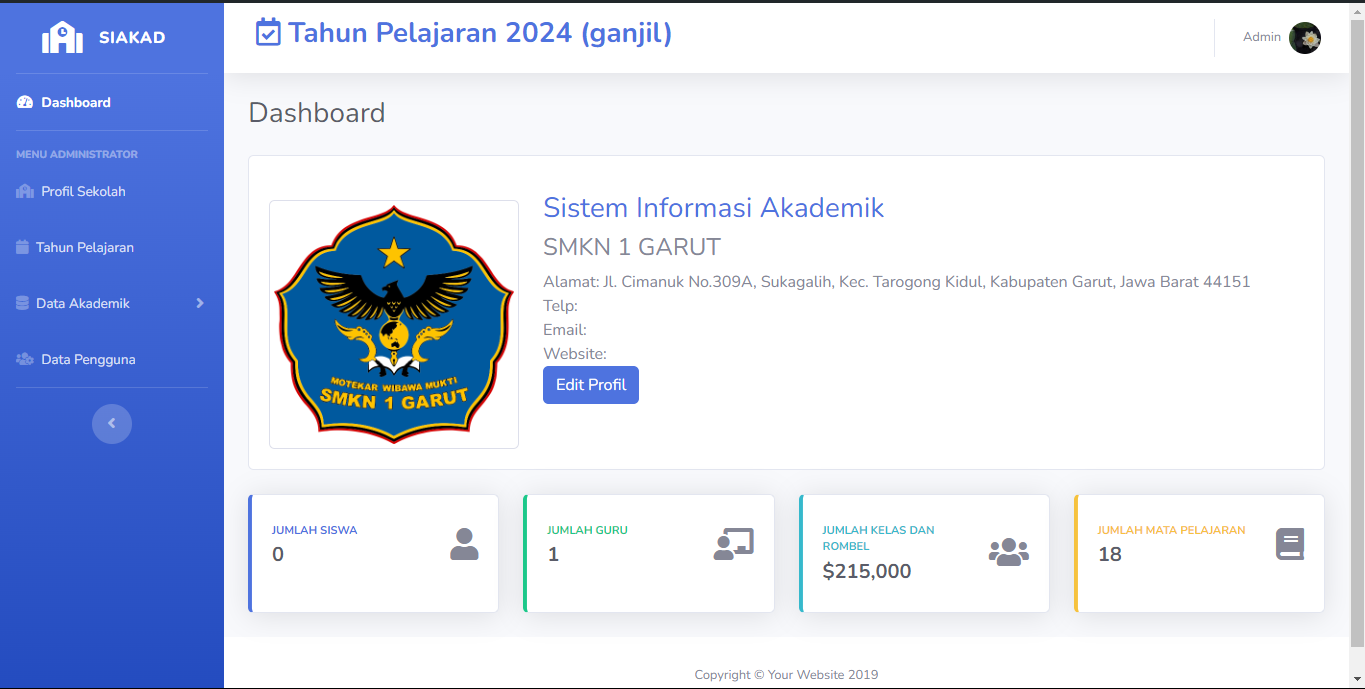 SIAKAD
Tahun Pelajaran 2024 (ganjil)
Admin
Dashboard
MENU ADMINISTRATOR
Profil Sekolah
Tahun Pelajaran
Data Akademik
Data Pengguna
Dashboard
MOTEKAR WIBAWA MUKTI
SMKN 1 GARUT
Sistem Informasi Akademik
SMKN 1 GARUT
Alamat: Jl. Cimanuk No.309A, Sukagalih, Kec. Tarogong Kidul, Kabupaten Garut, Jawa Barat 44151
Telp:
Email:
Website:
Edit Profil
JUMLAH SISWA
0
JUMLAH GURU
1
JUMLAH KELAS DAN
ROMBEL
$215,000
JUMLAH MATA PELAJARAN
18
Copyright © Your Website 2019